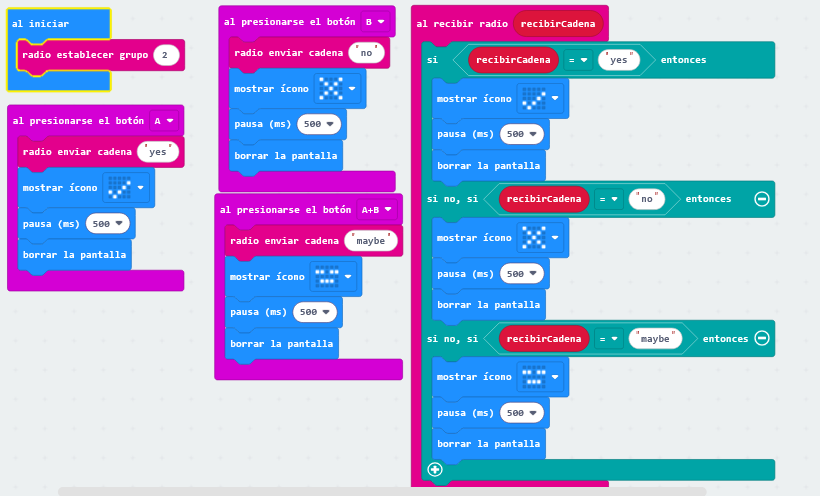 al iniciar
radio establecer grupo 2
al presionarse el botón A
radio enviar cadena "yes"
mostrar ícono
pausa (ms) 500
borrar la pantalla
al presionarse el botón B
radio enviar cadena "no"
mostrar ícono
pausa (ms) 500
borrar la pantalla
al presionarse el botón A+B
radio enviar cadena "maybe"
mostrar ícono
pausa (ms) 500
borrar la pantalla
al recibir radio recibirCadena
si recibirCadena = "yes" entonces
mostrar ícono
pausa (ms) 500
borrar la pantalla
si no, si recibirCadena = "no" entonces
mostrar ícono
pausa (ms) 500
borrar la pantalla
si no, si recibirCadena = "maybe" entonces
mostrar ícono
pausa (ms) 500
borrar la pantalla